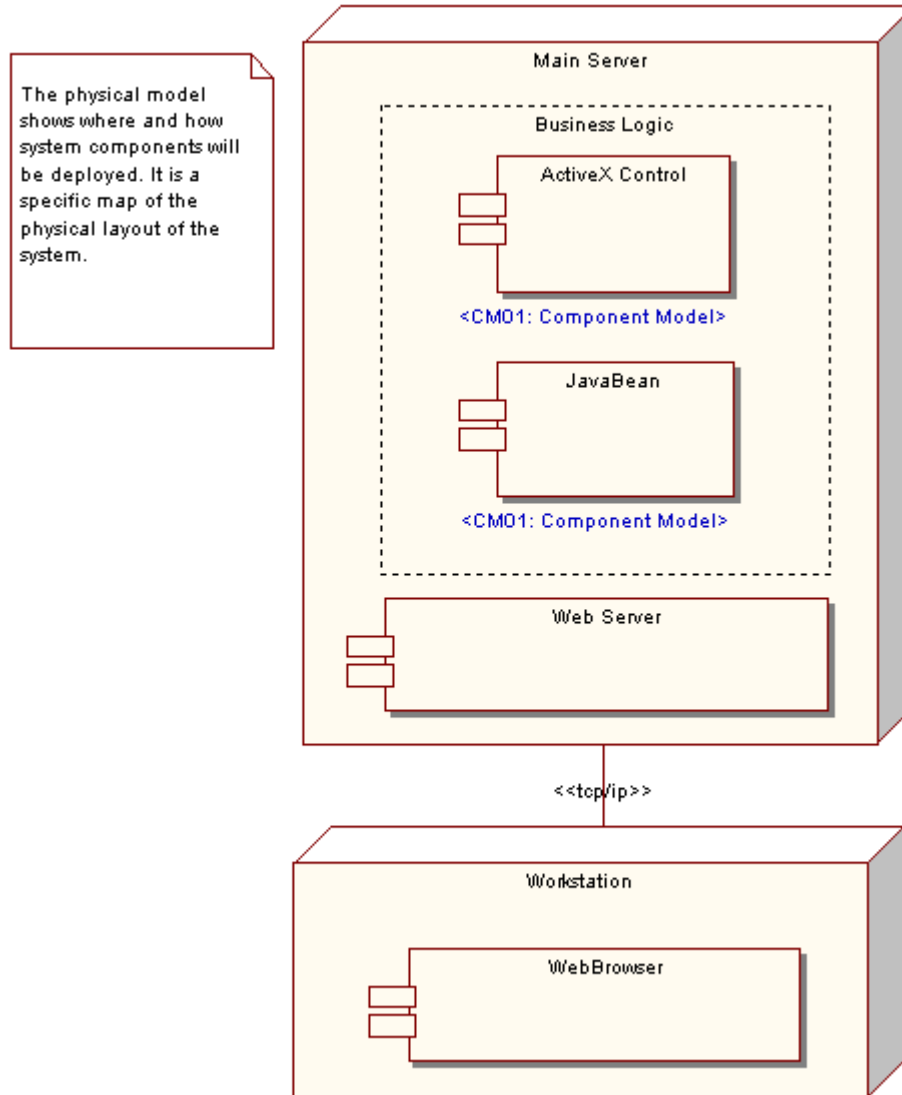 The physical model
shows where and how
system components will
be deployed. It is a
specific map of the
physical layout of the
system.
Main Server
Business Logic
ActiveX Control
<CM01: Component Model>
JavaBean
<CM01: Component Model>
Web Server
<<tcp/ip>>
Workstation
WebBrowser